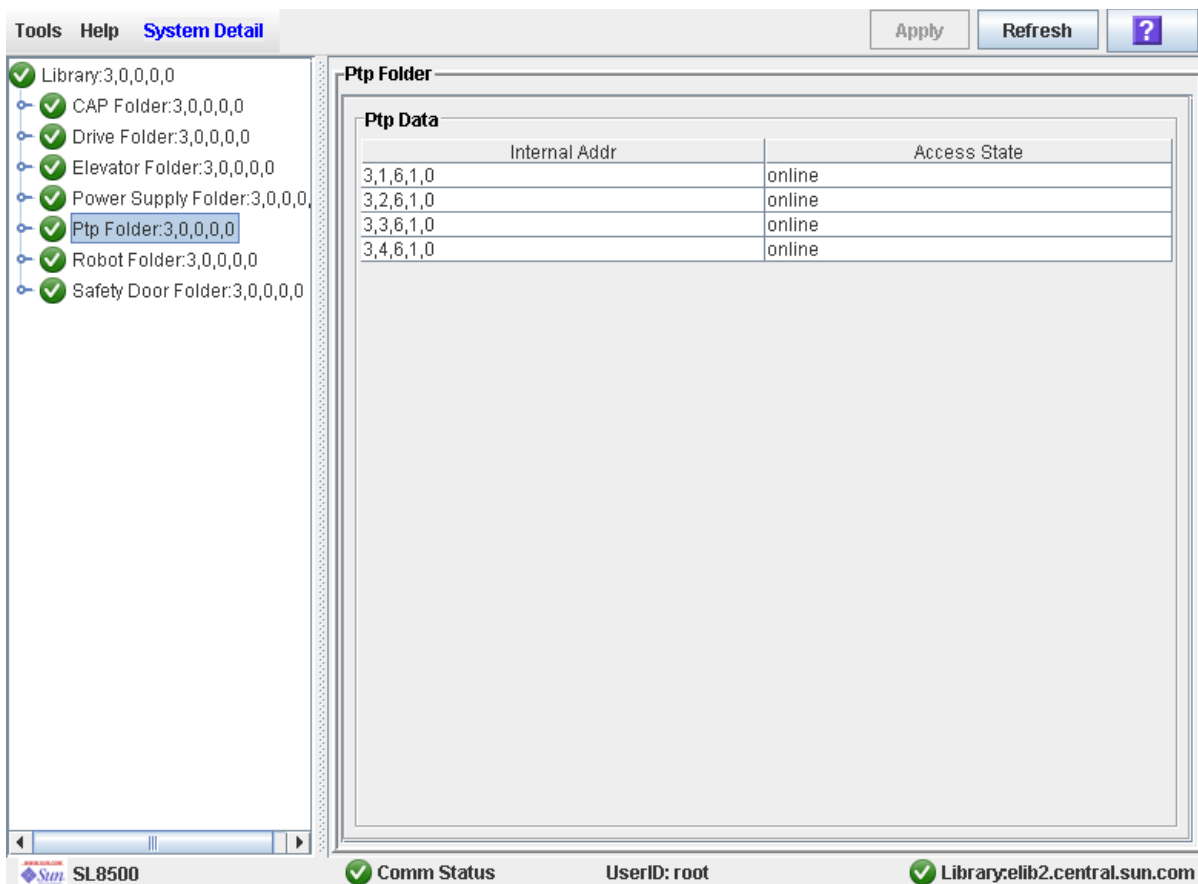 Tools Help System Detail Apply Refresh ?
Library:3,0,0,0,0
CAP Folder:3,0,0,0,0
Drive Folder:3,0,0,0,0
Elevator Folder:3,0,0,0,0
Power Supply Folder:3,0,0,0,
Ptp Folder:3,0,0,0,0
Robot Folder:3,0,0,0,0
Safety Door Folder:3,0,0,0,0
Ptp Folder
Ptp Data
Internal Addr Access State
3,1,6,1,0 online
3,2,6,1,0 online
3,3,6,1,0 online
3,4,6,1,0 online
Sun SL8500 Comm Status UserID: root Library:elib2.central.sun.com